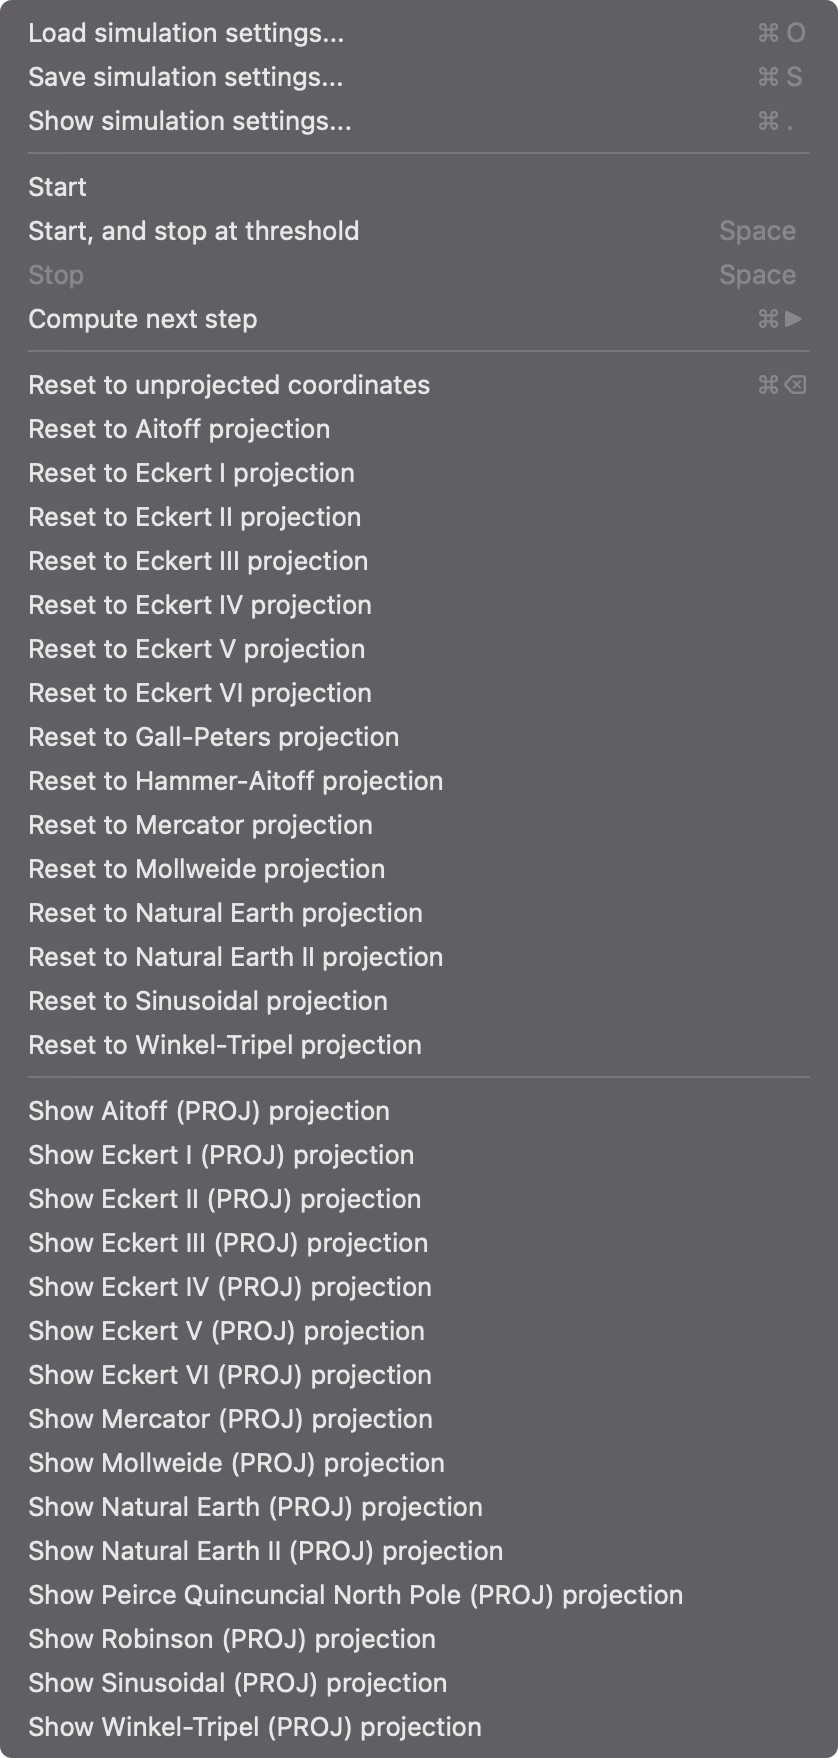 Load simulation settings... ⌘ O
Save simulation settings... ⌘ S
Show simulation settings... ⌘ .
Start
Start, and stop at threshold Space
Stop Space
Compute next step ⌘▶
Reset to unprojected coordinates ⌘⌫
Reset to Aitoff projection
Reset to Eckert I projection
Reset to Eckert II projection
Reset to Eckert III projection
Reset to Eckert IV projection
Reset to Eckert V projection
Reset to Eckert VI projection
Reset to Gall-Peters projection
Reset to Hammer-Aitoff projection
Reset to Mercator projection
Reset to Mollweide projection
Reset to Natural Earth projection
Reset to Natural Earth II projection
Reset to Sinusoidal projection
Reset to Winkel-Tripel projection
Show Aitoff (PROJ) projection
Show Eckert I (PROJ) projection
Show Eckert II (PROJ) projection
Show Eckert III (PROJ) projection
Show Eckert IV (PROJ) projection
Show Eckert V (PROJ) projection
Show Eckert VI (PROJ) projection
Show Mercator (PROJ) projection
Show Mollweide (PROJ) projection
Show Natural Earth (PROJ) projection
Show Natural Earth II (PROJ) projection
Show Peirce Quincuncial North Pole (PROJ) projection
Show Robinson (PROJ) projection
Show Sinusoidal (PROJ) projection
Show Winkel-Tripel (PROJ) projection